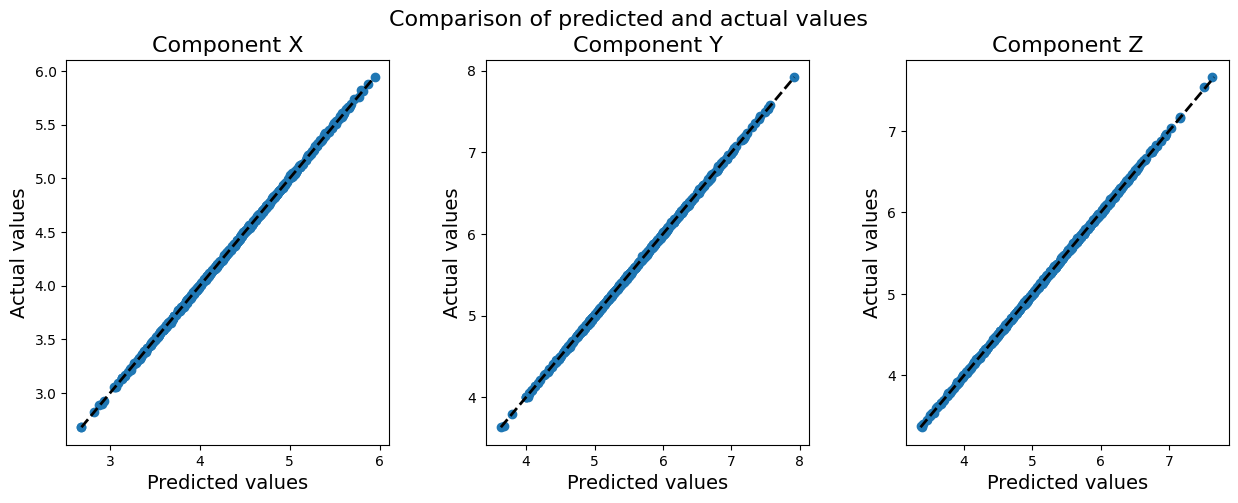 Comparison of predicted and actual values
Component X
Component Y
Component Z
Actual values
6.0
5.5
5.0
4.5
4.0
3.5
3.0
3 4 5 6
Predicted values
Actual values
8
7
6
5
4
4 5 6 7 8
Predicted values
Actual values
7
6
5
4
4 5 6 7
Predicted values